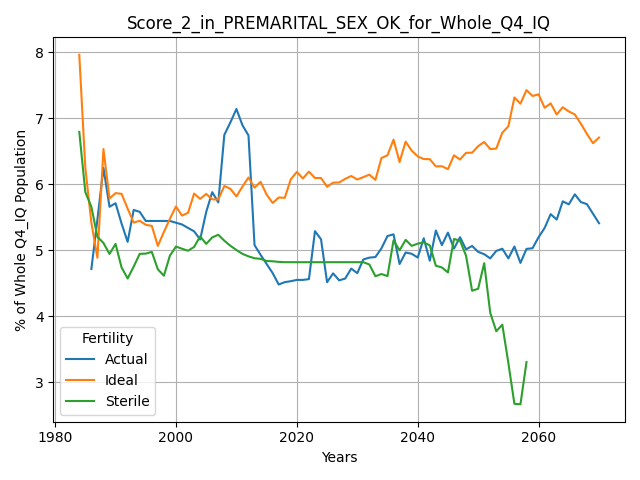 Score_2_in_PREMARITAL_SEX_OK_for_Whole_Q4_IQ
% of Whole Q4_IQ Population
8
7
6
5
4
3
Fertility
Actual
Ideal
Sterile
1980 2000 2020 2040 2060
Years